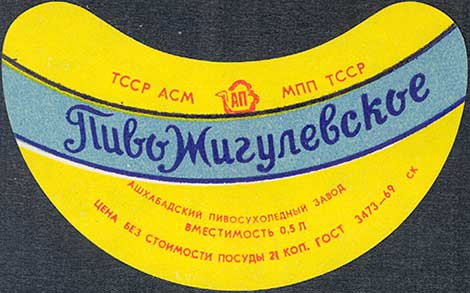 ТССР АСМ АП МПП ТССР
Пиво Жигулевское
АШХАБАДСКИЙ ПИВОСУХОЛЕДНЫЙ ЗАВОД
ВМЕСТИМОСТЬ 0,5 Л
ЦЕНА БЕЗ СТОИМОСТИ ПОСУДЫ 21 КОП. ГОСТ 3473-69 СК